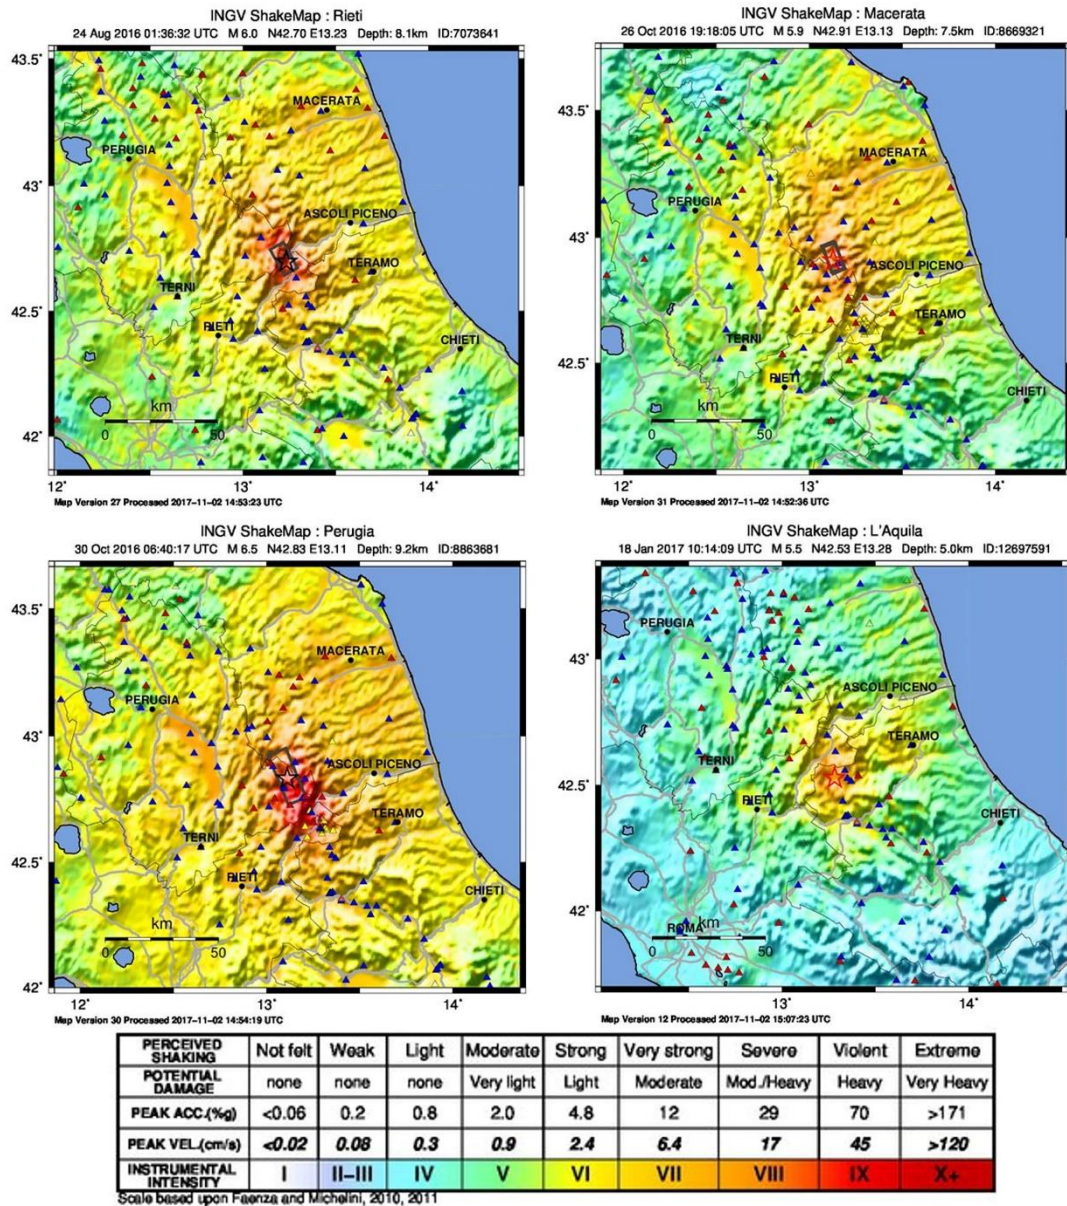 INGV ShakeMap : Rieti
24 Aug 2016 01:36:32 UTC M 6.0 N42.70 E13.23 Depth: 8.1km ID:7073641
43.5˚
43˚
42.5˚
42˚
MACERATA
PERUGIA
ASCOLI PICENO
TERAMO
TERNI
RIETI
CHIETI
km
0 50
12˚ 13˚ 14˚
Map Version 27 Processed 2017-11-02 14:53:23 UTC
INGV ShakeMap : Macerata
26 Oct 2016 19:18:05 UTC M 5.9 N42.91 E13.13 Depth: 7.5km ID:8669321
43.5˚
43˚
42.5˚
MACERATA
PERUGIA
ASCOLI PICENO
TERAMO
TERNI
RIETI
CHIETI
km
0 50
12˚ 13˚ 14˚
Map Version 31 Processed 2017-11-02 14:52:36 UTC
INGV ShakeMap : Perugia
30 Oct 2016 06:40:17 UTC M 6.5 N42.83 E13.11 Depth: 9.2km ID:8863681
43.5˚
43˚
42.5˚
42˚
MACERATA
PERUGIA
ASCOLI PICENO
TERAMO
TERNI
RIETI
CHIETI
8
km
0 50
12˚ 13˚ 14˚
Map Version 30 Processed 2017-11-02 14:54:19 UTC
INGV ShakeMap : L'Aquila
18 Jan 2017 10:14:09 UTC M 5.5 N42.53 E13.28 Depth: 5.0km ID:12697591
43˚
42.5˚
42˚
PERUGIA
ASCOLI PICENO
TERAMO
TERNI
RIETI
CHIETI
ROMA
km
0 50
13˚ 14˚
Map Version 12 Processed 2017-11-02 15:07:23 UTC
PERCEIVED SHAKING Not felt Weak Light Moderate Strong Very strong Severe Violent Extreme
POTENTIAL DAMAGE none none none Very light Light Moderate Mod./Heavy Heavy Very Heavy
PEAK ACC.(%g) <0.06 0.2 0.8 2.0 4.8 12 29 70 >171
PEAK VEL.(cm/s) <0.02 0.08 0.3 0.9 2.4 6.4 17 45 >120
INSTRUMENTAL INTENSITY I II-III IV V VI VII VIII IX X+
Scale based upon Faenza and Michelini, 2010, 2011